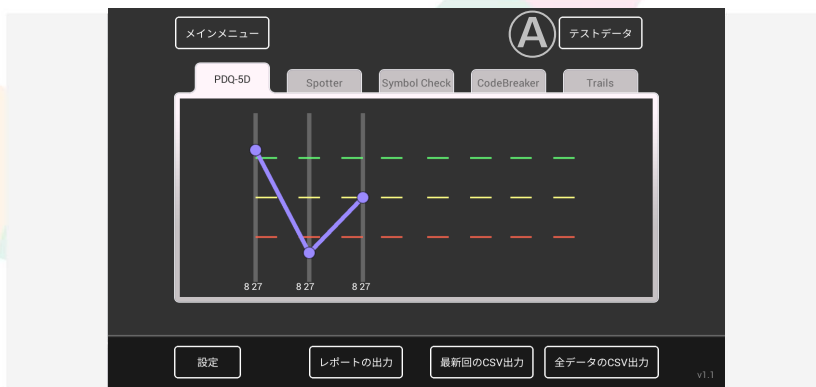 メインメニュー
A
テストデータ
PDQ-5D
Spotter
Symbol Check
CodeBreaker
Trails
8 27
8 27
8 27
設定
レポートの出力
最新回のCSV出力
全データのCSV出力
v1.1